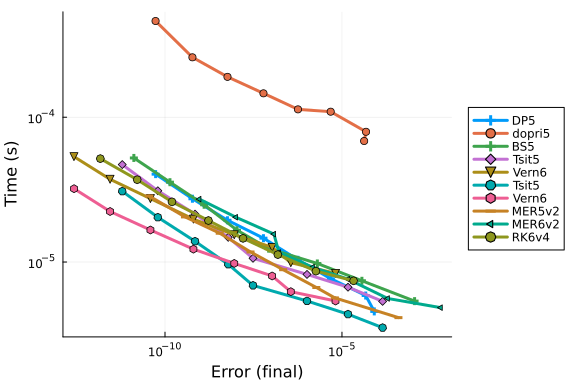 10⁻⁴
10⁻⁵
Time (s)
10⁻¹⁰
10⁻⁵
Error (final)
DP5
dopri5
BS5
Tsit5
Vern6
Tsit5
Vern6
MER5v2
MER6v2
RK6v4